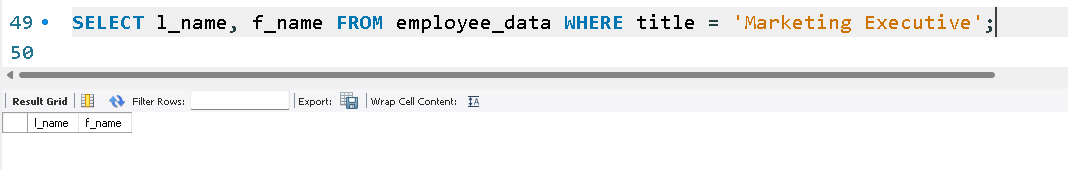 49 SELECT l_name, f_name FROM employee_data WHERE title = 'Marketing Executive';
50
Result Grid Filter Rows: Export: Wrap Cell Content:
l_name f_name